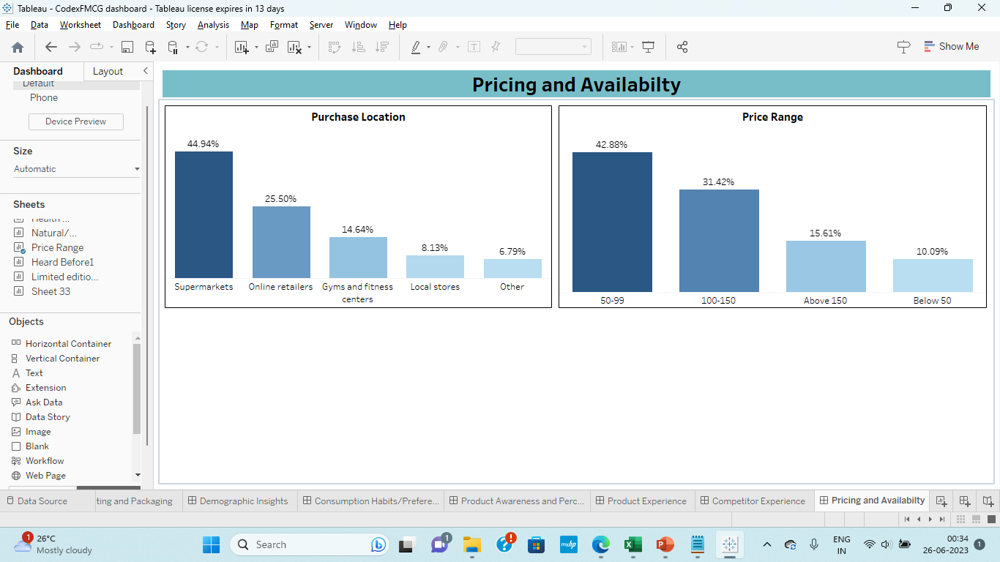 Tableau - CodexFMCG dashboard - Tableau license expires in 13 days
File Data Worksheet Dashboard Story Analysis Map Format Server Window Help
Show Me
Dashboard Layout
Default
Phone
Device Preview
Size
Automatic
Sheets
Health ...
Natural/...
Price Range
Heard Before1
Limited editio...
Sheet 33
Objects
Horizontal Container
Vertical Container
Text
Extension
Ask Data
Data Story
Image
Blank
Workflow
Web Page
Pricing and Availabilty
Purchase Location
44.94%
25.50%
14.64%
8.13%
6.79%
Supermarkets Online retailers Gyms and fitness Local stores Other
centers
Price Range
42.88%
31.42%
15.61%
10.09%
50-99 100-150 Above 150 Below 50
Data Source ting and Packaging Demographic Insights Consumption Habits/Prefere... Product Awareness and Perc... Product Experience Competitor Experience Pricing and Availabilty
1
26°C
Mostly cloudy
Search
1
!
myhp
ENG
IN
00:34
26-06-2023
1